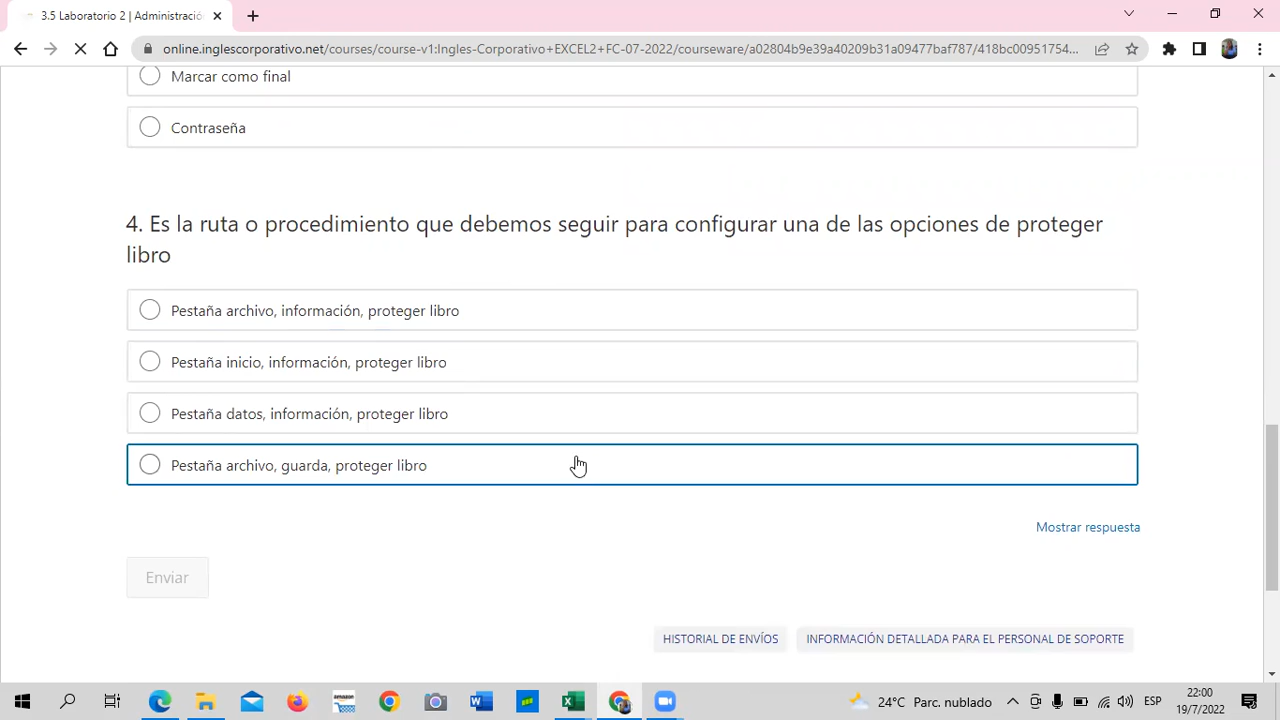 3.5 Laboratorio 2 | Administració
online.inglescorporativo.net/courses/course-v1:Ingles-Corporativo+EXCEL2+FC-07-2022/courseware/a02804b9e39a40209b31a09477baf787/418bc00951754...
Marcar como final
Contraseña
4. Es la ruta o procedimiento que debemos seguir para configurar una de las opciones de proteger
libro
Pestaña archivo, información, proteger libro
Pestaña inicio, información, proteger libro
Pestaña datos, información, proteger libro
Pestaña archivo, guarda, proteger libro
Mostrar respuesta
Enviar
HISTORIAL DE ENVÍOS
INFORMACIÓN DETALLADA PARA EL PERSONAL DE SOPORTE
amazon
24°C Parc. nublado
ESP
22:00
19/7/2022